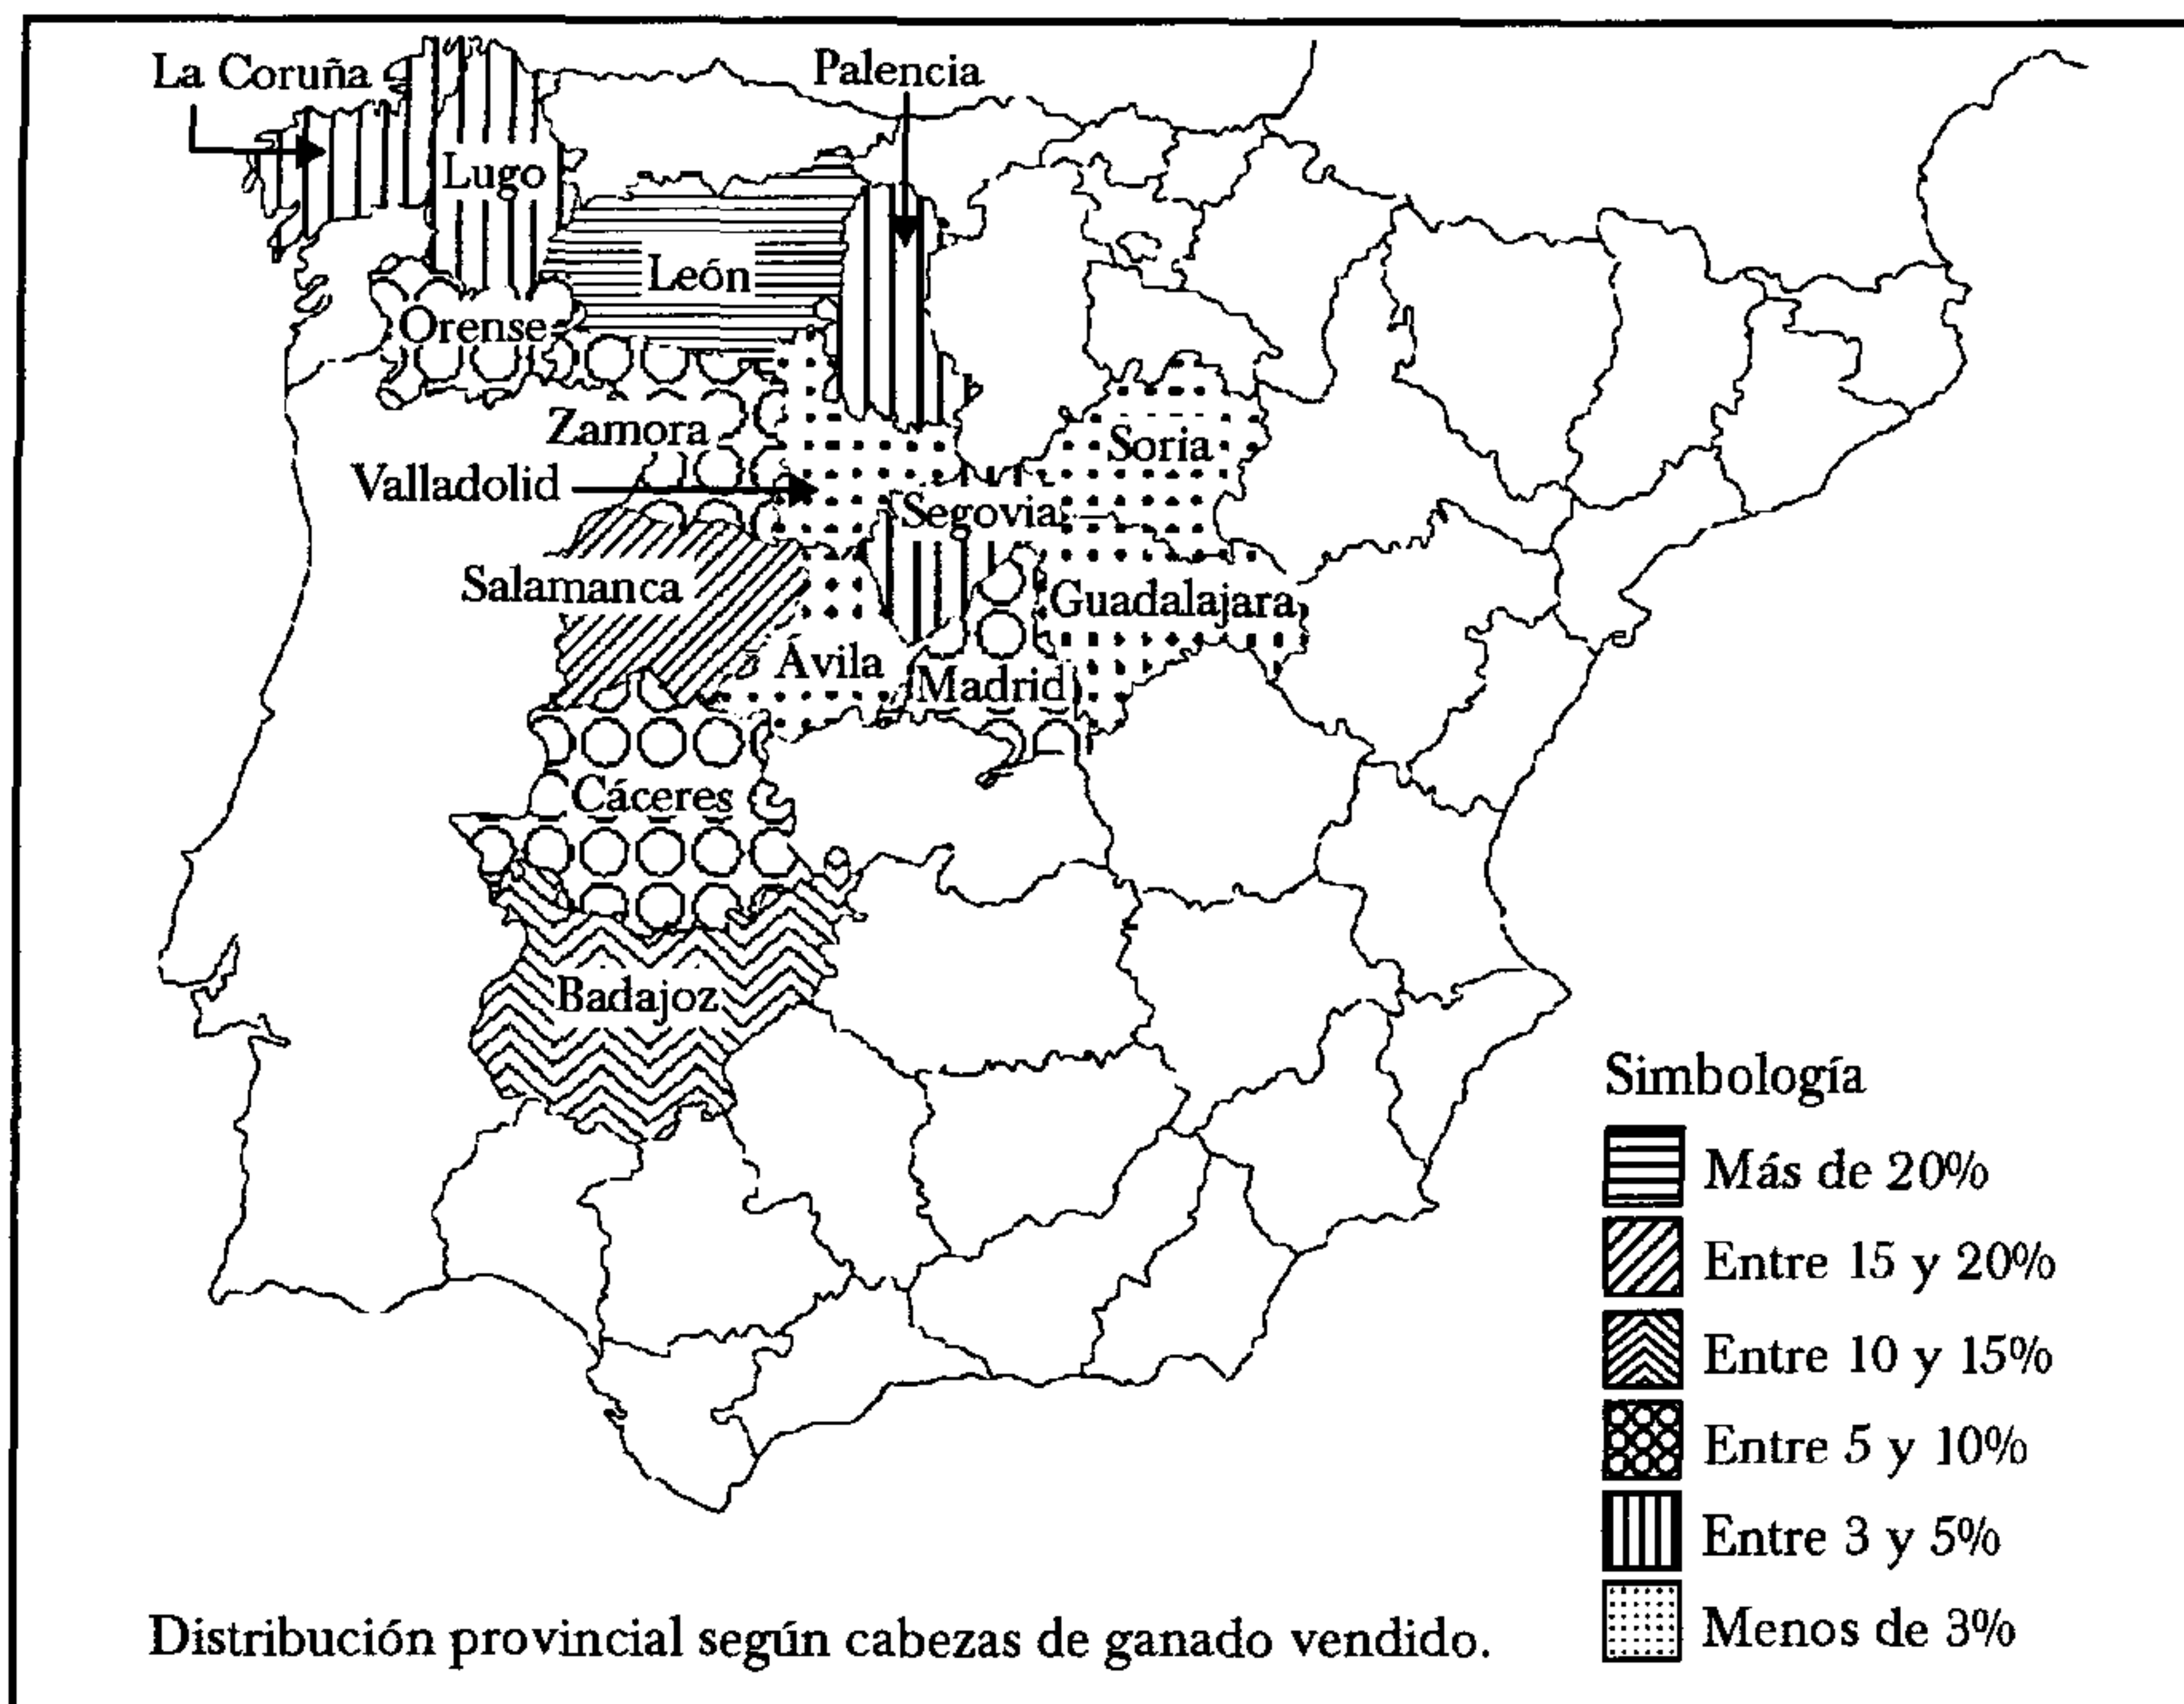 La Coruña
Palencia
Lugo
León
Orense
Zamora
Soria
Valladolid
Segovia
Salamanca
Guadalajara
Ávila
Madrid
Cáceres
Badajoz
Simbología
Más de 20%
Entre 15 y 20%
Entre 10 y 15%
Entre 5 y 10%
Entre 3 y 5%
Menos de 3%
Distribución provincial según cabezas de ganado vendido.